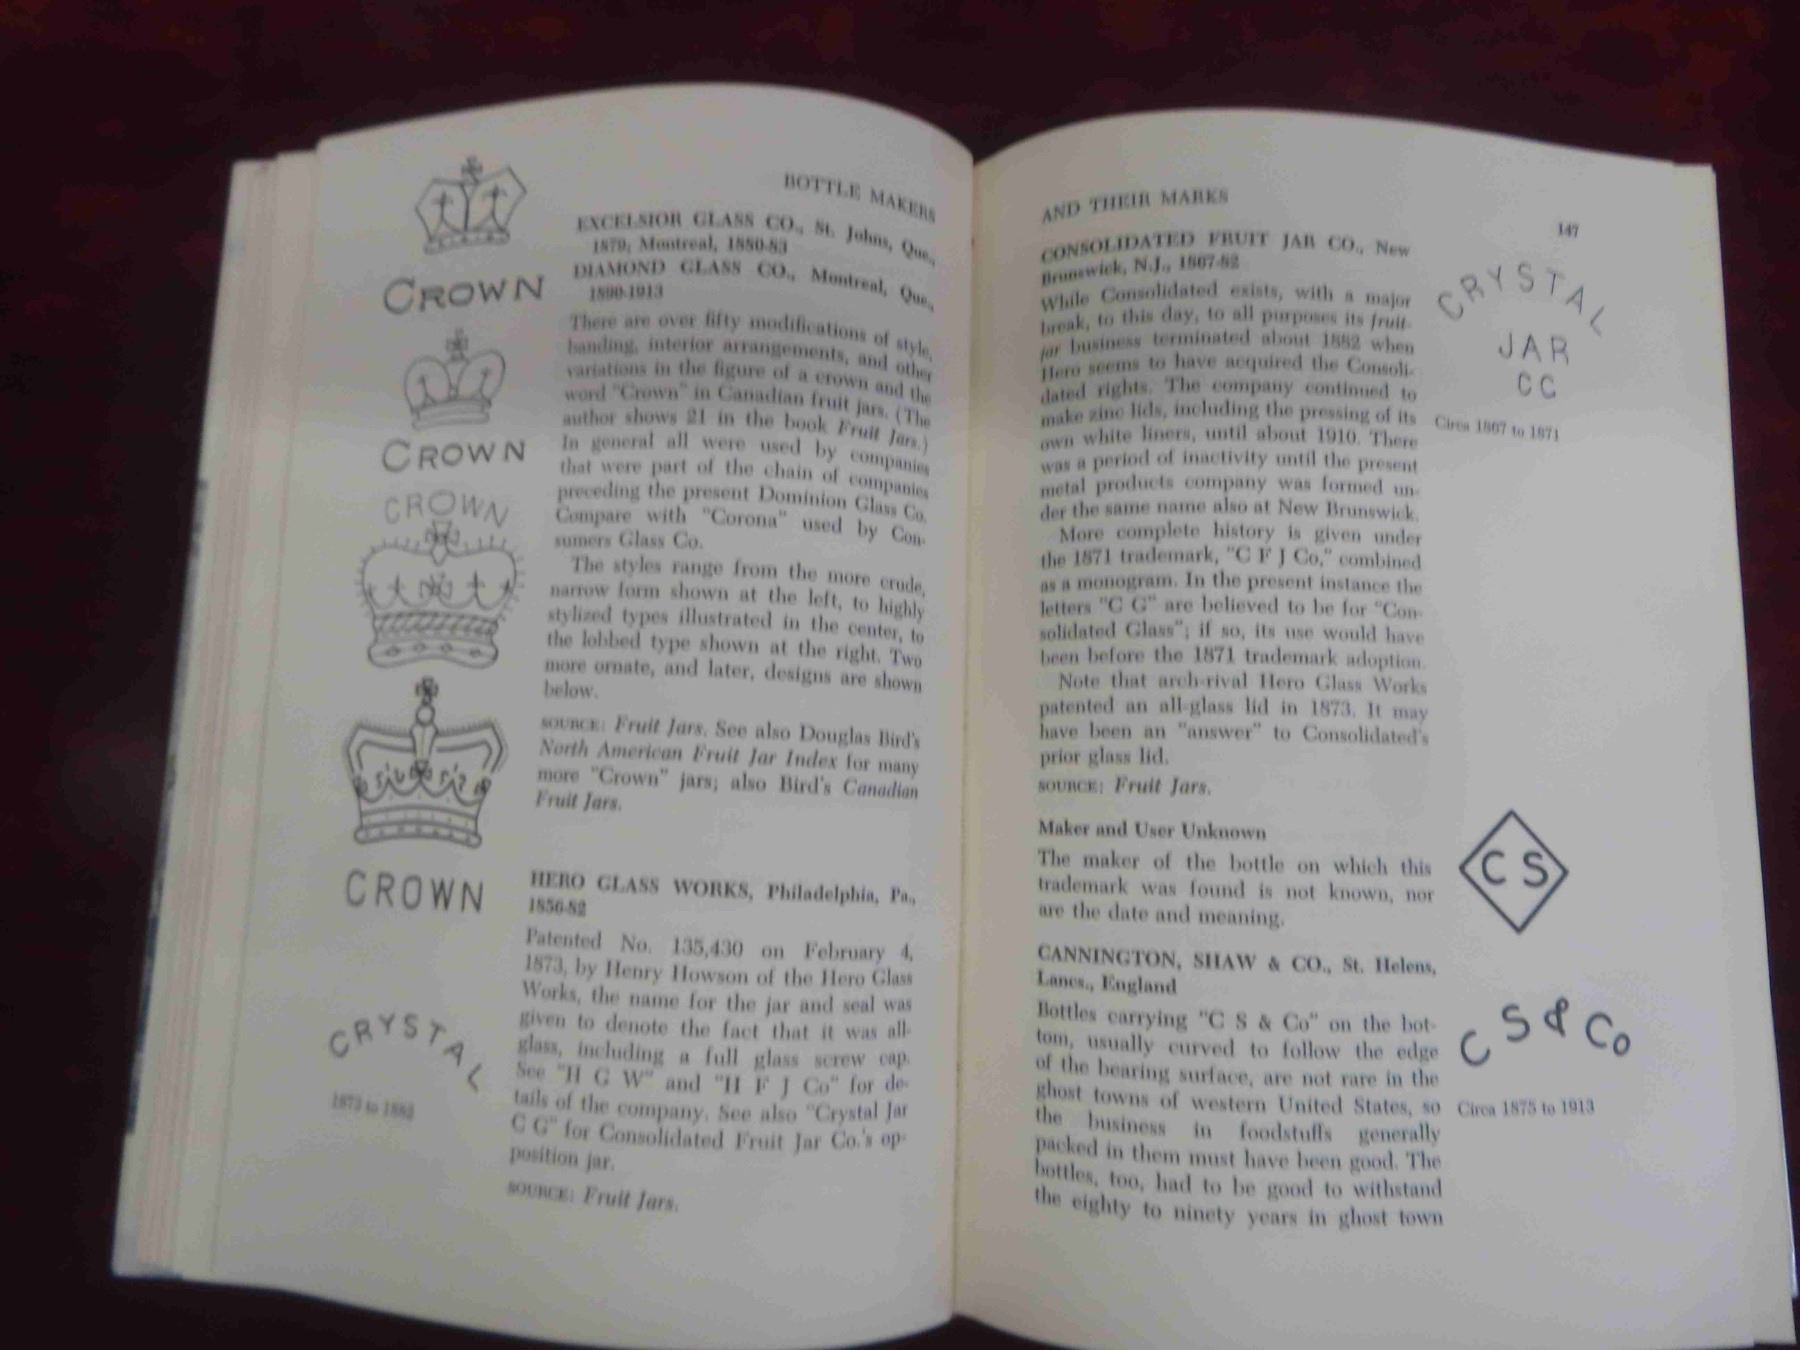 BOTTLE MAKERS
CROWN
CROWN
CROWN
CROWN
EXCELSIOR GLASS CO., St. Johns, Que.,
1879; Montreal, 1880-83
DIAMOND GLASS CO., Montreal, Que.,
1890-1913
There are over fifty modifications of style,
banding, interior arrangements, and other
variations in the figure of a crown and the
word "Crown" in Canadian fruit jars. (The
author shows 21 in the book Fruit Jars.)
In general all were used by companies
that were part of the chain of companies
preceding the present Dominion Glass Co.
Compare with "Corona" used by Con-
sumers Glass Co.
The styles range from the more crude,
narrow form shown at the left, to highly
stylized types illustrated in the center, to
the lobbed type shown at the right. Two
more ornate, and later, designs are shown
below.
SOURCE: Fruit Jars. See also Douglas Bird's
North American Fruit Jar Index for many
more "Crown" jars; also Bird's Canadian
Fruit Jars.
HERO GLASS WORKS, Philadelphia, Pa.,
1856-82
Patented No. 135,430 on February 4,
1873, by Henry Howson of the Hero Glass
Works, the name for the jar and seal was
given to denote the fact that it was all-
glass, including a full glass screw cap.
See "H G W" and "H F J Co" for de-
tails of the company. See also "Crystal Jar
C G" for Consolidated Fruit Jar Co.'s op-
position jar.
SOURCE: Fruit Jars.
CRYSTAL
1873 to 1882
AND THEIR MARKS
147
CONSOLIDATED FRUIT JAR CO., New
Brunswick, N.J., 1867-82
While Consolidated exists, with a major
break, to this day, to all purposes its fruit-
jar business terminated about 1882 when
Hero seems to have acquired the Consoli-
dated rights. The company continued to
make zinc lids, including the pressing of its
own white liners, until about 1910. There
was a period of inactivity until the present
metal products company was formed un-
der the same name also at New Brunswick.
More complete history is given under
the 1871 trademark, "C F J Co," combined
as a monogram. In the present instance the
letters "C G" are believed to be for "Con-
solidated Glass"; if so, its use would have
been before the 1871 trademark adoption.
Note that arch-rival Hero Glass Works
patented an all-glass lid in 1873. It may
have been an "answer" to Consolidated's
prior glass lid.
SOURCE: Fruit Jars.
CRYSTAL
JAR
CC
Circa 1867 to 1871
Maker and User Unknown
The maker of the bottle on which this
trademark was found is not known, nor
are the date and meaning.
CS
CANNINGTON, SHAW & CO., St. Helens,
Lancs., England
Bottles carrying "C S & Co" on the bot-
tom, usually curved to follow the edge
of the bearing surface, are not rare in the
ghost towns of western United States, so
the business in foodstuffs generally
packed in them must have been good. The
bottles, too, had to be good to withstand
the eighty to ninety years in ghost town
C S & Co
Circa 1875 to 1913